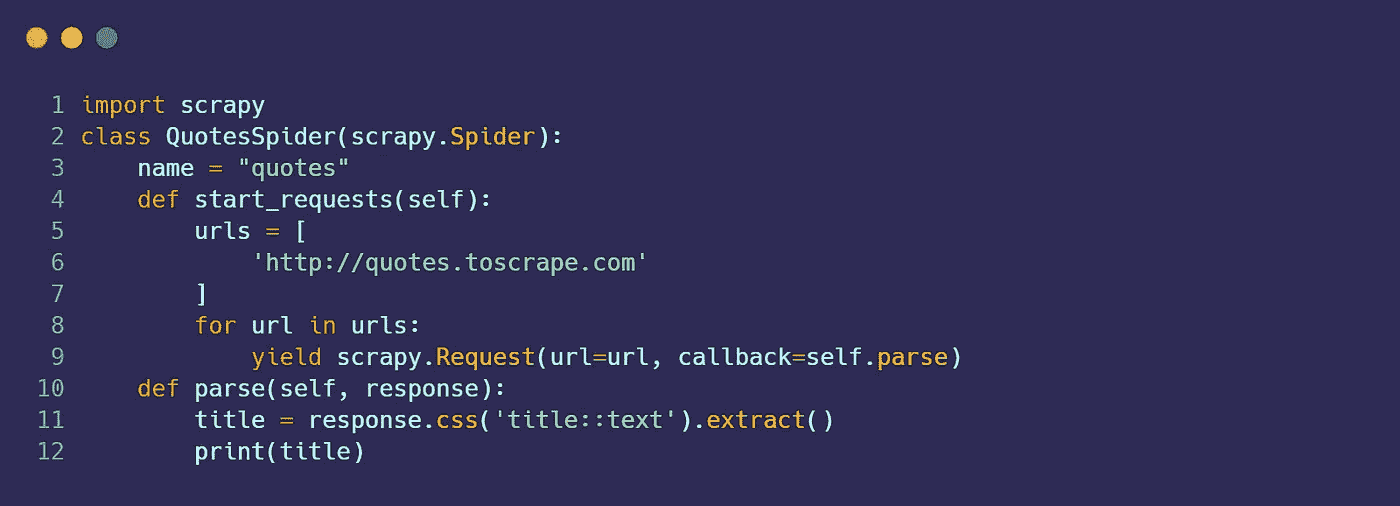 1 import scrapy
2 class QuotesSpider(scrapy.Spider):
3     name = "quotes"
4     def start_requests(self):
5         urls = [
6             'http://quotes.toscrape.com'
7         ]
8         for url in urls:
9             yield scrapy.Request(url=url, callback=self.parse)
10     def parse(self, response):
11         title = response.css('title::text').extract()
12         print(title)